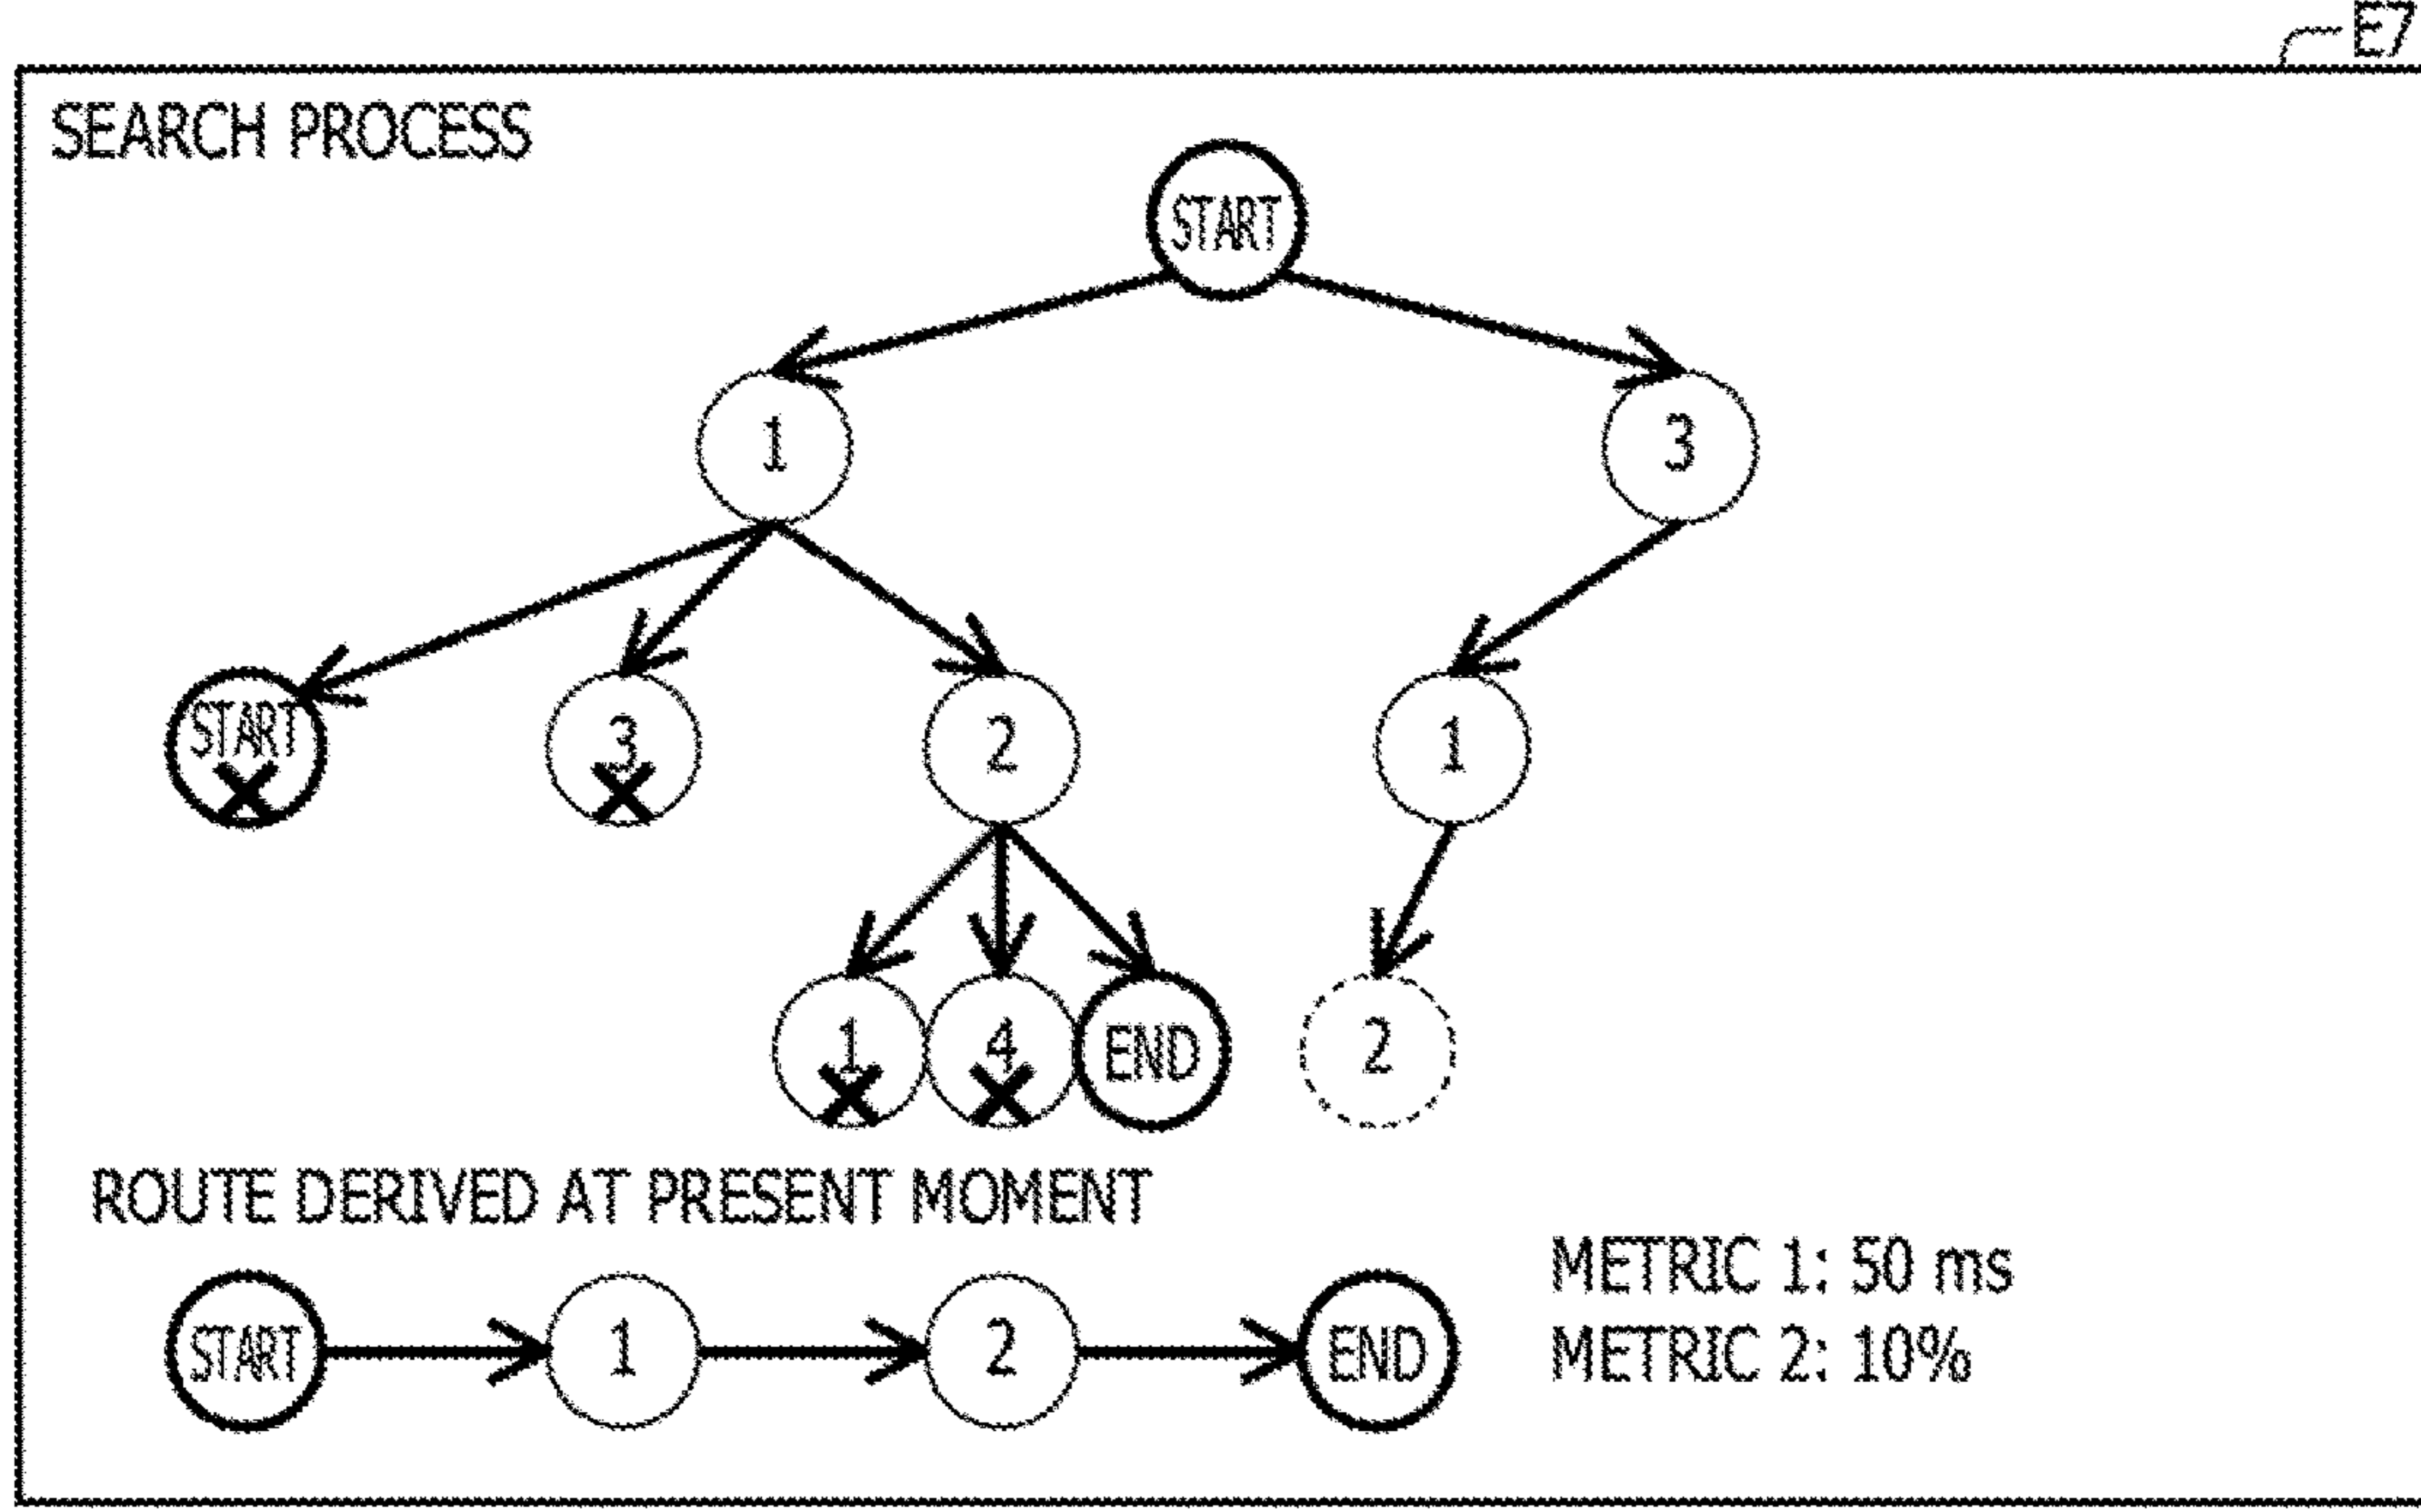 E7
SEARCH PROCESS
START
1
3
START
3
2
1
1
4
END
2
ROUTE DERIVED AT PRESENT MOMENT
START
1
2
END
METRIC 1: 50 ms
METRIC 2: 10%